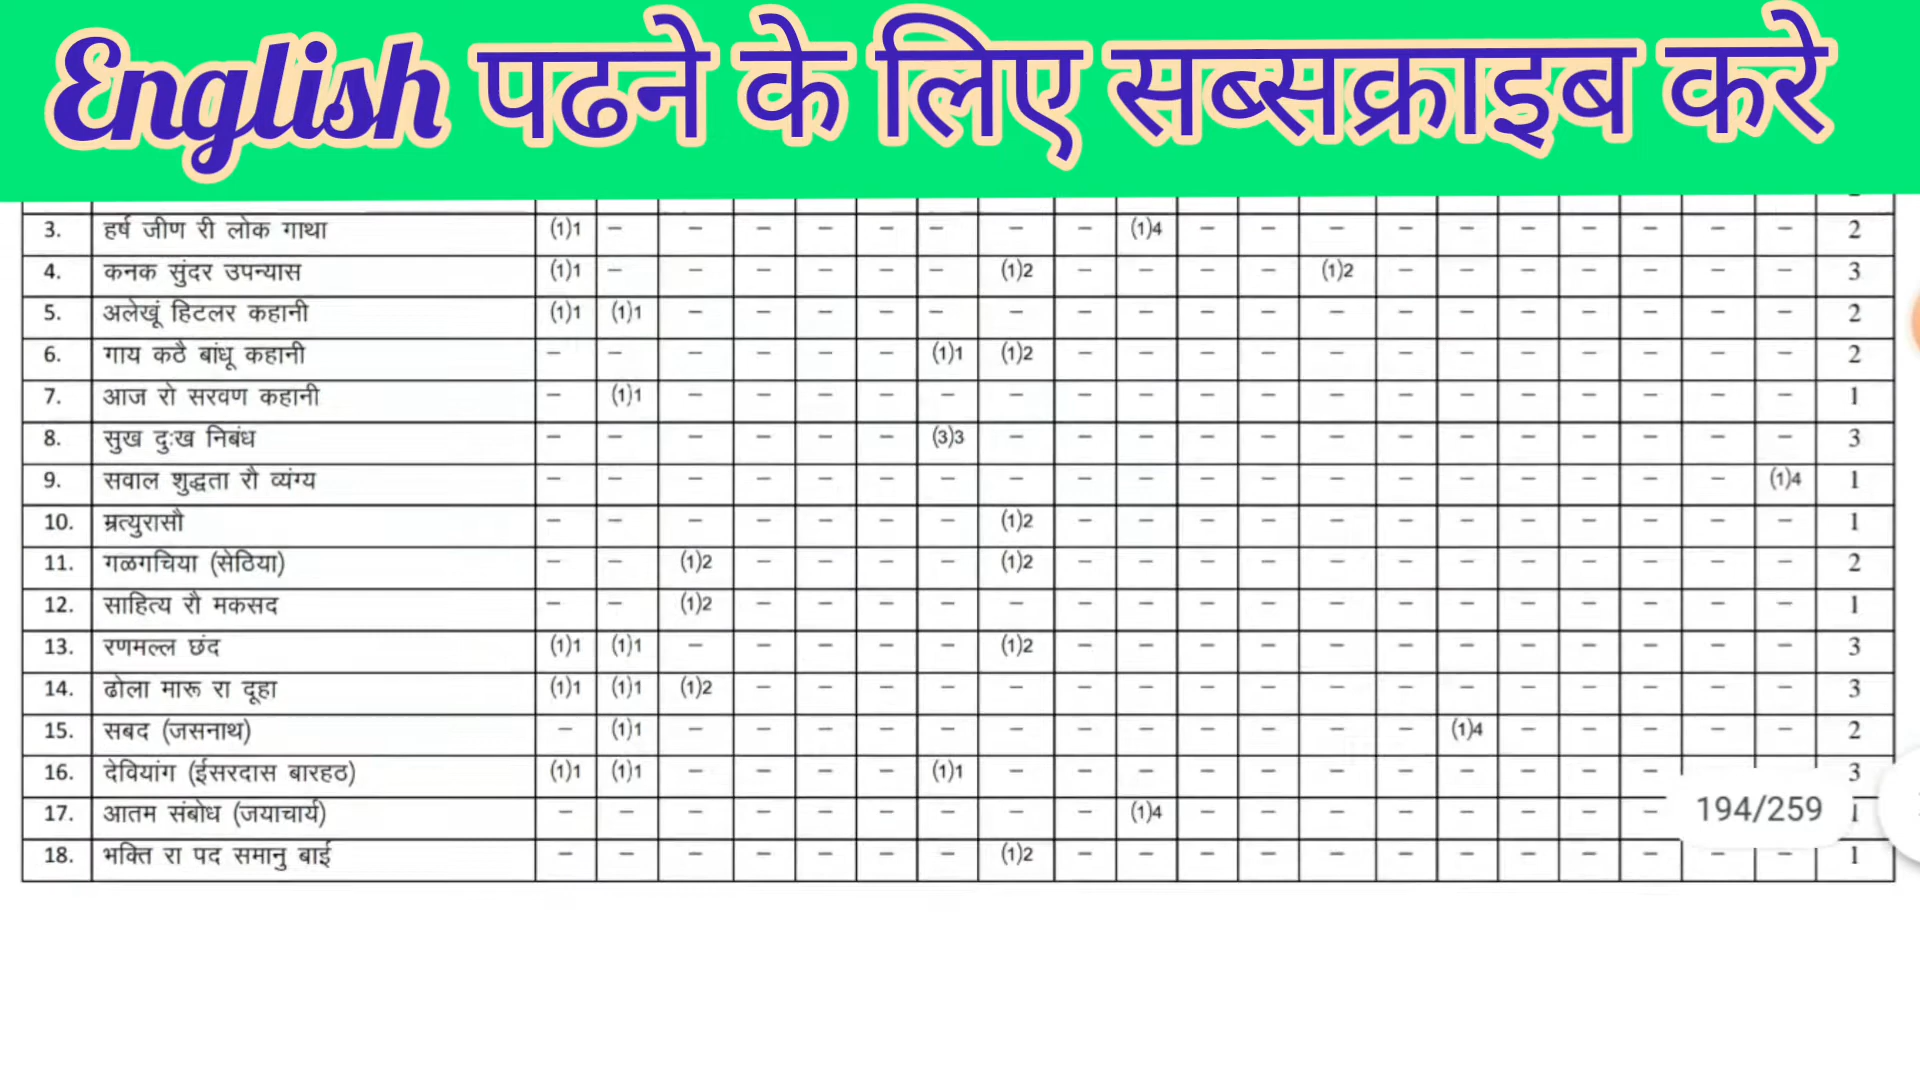 English पढने के लिए सब्सक्राइब करे
3. हर्ष जीण री लोक गाथा (1)1 – – – – – – – – (1)4 – – – – – – – – – – 2
4. कनक सुंदर उपन्यास (1)1 – – – – – – (1)2 – – – – (1)2 – – – – – – – 3
5. अलेखूं हिटलर कहानी (1)1 (1)1 – – – – – – – – – – – – – – – – – – 2
6. गाय कठै बांधू कहानी – – – – – – (1)1 (1)2 – – – – – – – – – – – – 2
7. आज रो सरवण कहानी – (1)1 – – – – – – – – – – – – – – – – – – 1
8. सुख दुःख निबंध – – – – – – (3)3 – – – – – – – – – – – – – 3
9. सवाल शुद्धता रौ व्यंग्य – – – – – – – – – – – – – – – – – – – (1)4 1
10. म्रत्युरासौ – – – – – – – (1)2 – – – – – – – – – – – – 1
11. गळगचिया (सेठिया) – – (1)2 – – – – (1)2 – – – – – – – – – – – – 2
12. साहित्य रौ मकसद – – (1)2 – – – – – – – – – – – – – – – – – 1
13. रणमल्ल छंद (1)1 (1)1 – – – – – (1)2 – – – – – – – – – – – – 3
14. ढोला मारू रा दूहा (1)1 (1)1 (1)2 – – – – – – – – – – – – – – – – – 3
15. सबद (जसनाथ) – (1)1 – – – – – – – – – – – – (1)4 – – – – – 2
16. देवियांग (ईसरदास बारहठ) (1)1 (1)1 – – – – (1)1 – – – – – – – – – – – 3
17. आतम संबोध (जयाचार्य) – – – – – – – – – (1)4 – – – – – – – – 194/259 1
18. भक्ति रा पद समानु बाई – – – – – – – (1)2 – – – – – – – – – – – – 1